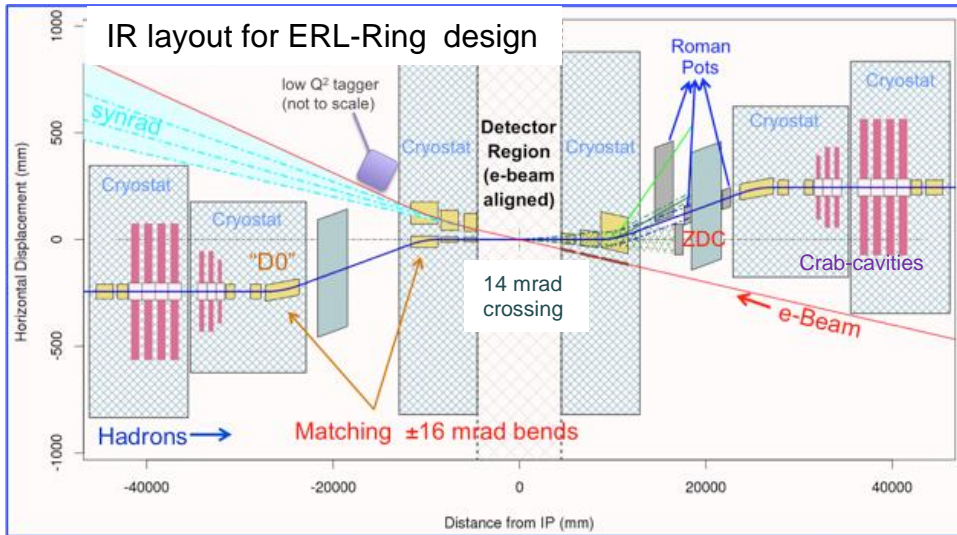 IR layout for ERL-Ring design
1000
500
0
-500
-1000
Horizontal Displacement (mm)
synrad
low Q² tagger
(not to scale)
Cryostat
Cryostat
"D0"
Cryostat
Detector
Region
(e-beam
aligned)
Cryostat
Roman
Pots
Cryostat
Cryostat
ZDC
Crab-cavities
14 mrad
crossing
e-Beam
Hadrons
Matching ±16 mrad bends
-40000
-20000
0
20000
40000
Distance from IP (mm)